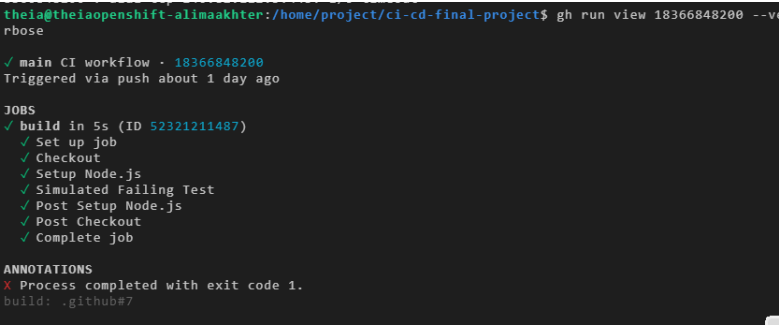 theia@theiaopenshift-alimaakhter:/home/project/ci-cd-final-project$ gh run view 18366848200 --ve
rbose
✓ main CI workflow · 18366848200
Triggered via push about 1 day ago
JOBS
✓ build in 5s (ID 52321211487)
✓ Set up job
✓ Checkout
✓ Setup Node.js
✓ Simulated Failing Test
✓ Post Setup Node.js
✓ Post Checkout
✓ Complete job
ANNOTATIONS
X Process completed with exit code 1.
build: .github#7